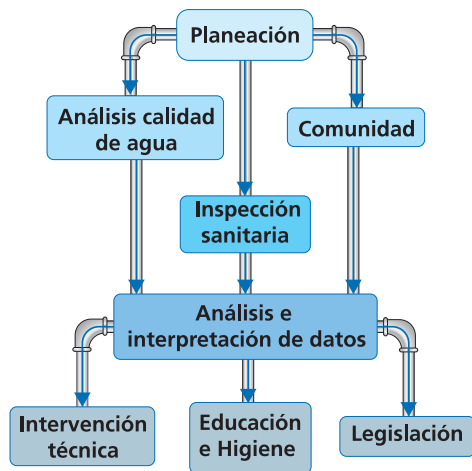 Planeación
Análisis calidad
de agua
Comunidad
Inspección
sanitaria
Análisis e
interpretación de datos
Intervención
técnica
Educación
e Higiene
Legislación